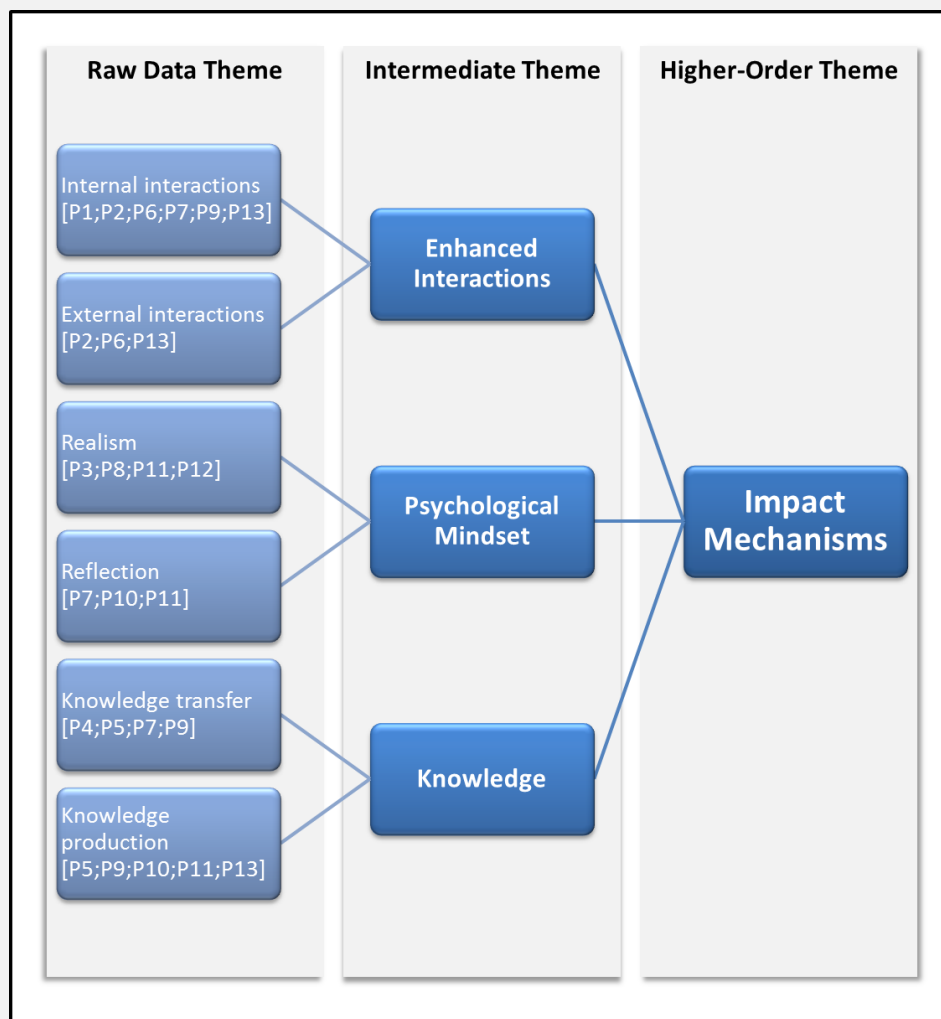 Raw Data Theme
Intermediate Theme
Higher-Order Theme
Internal interactions
[P1;P2;P6;P7;P9;P13]
External interactions
[P2;P6;P13]
Realism
[P3;P8;P11;P12]
Reflection
[P7;P10;P11]
Knowledge transfer
[P4;P5;P7;P9]
Knowledge
production
[P5;P9;P10;P11;P13]
Enhanced
Interactions
Psychological
Mindset
Knowledge
Impact
Mechanisms